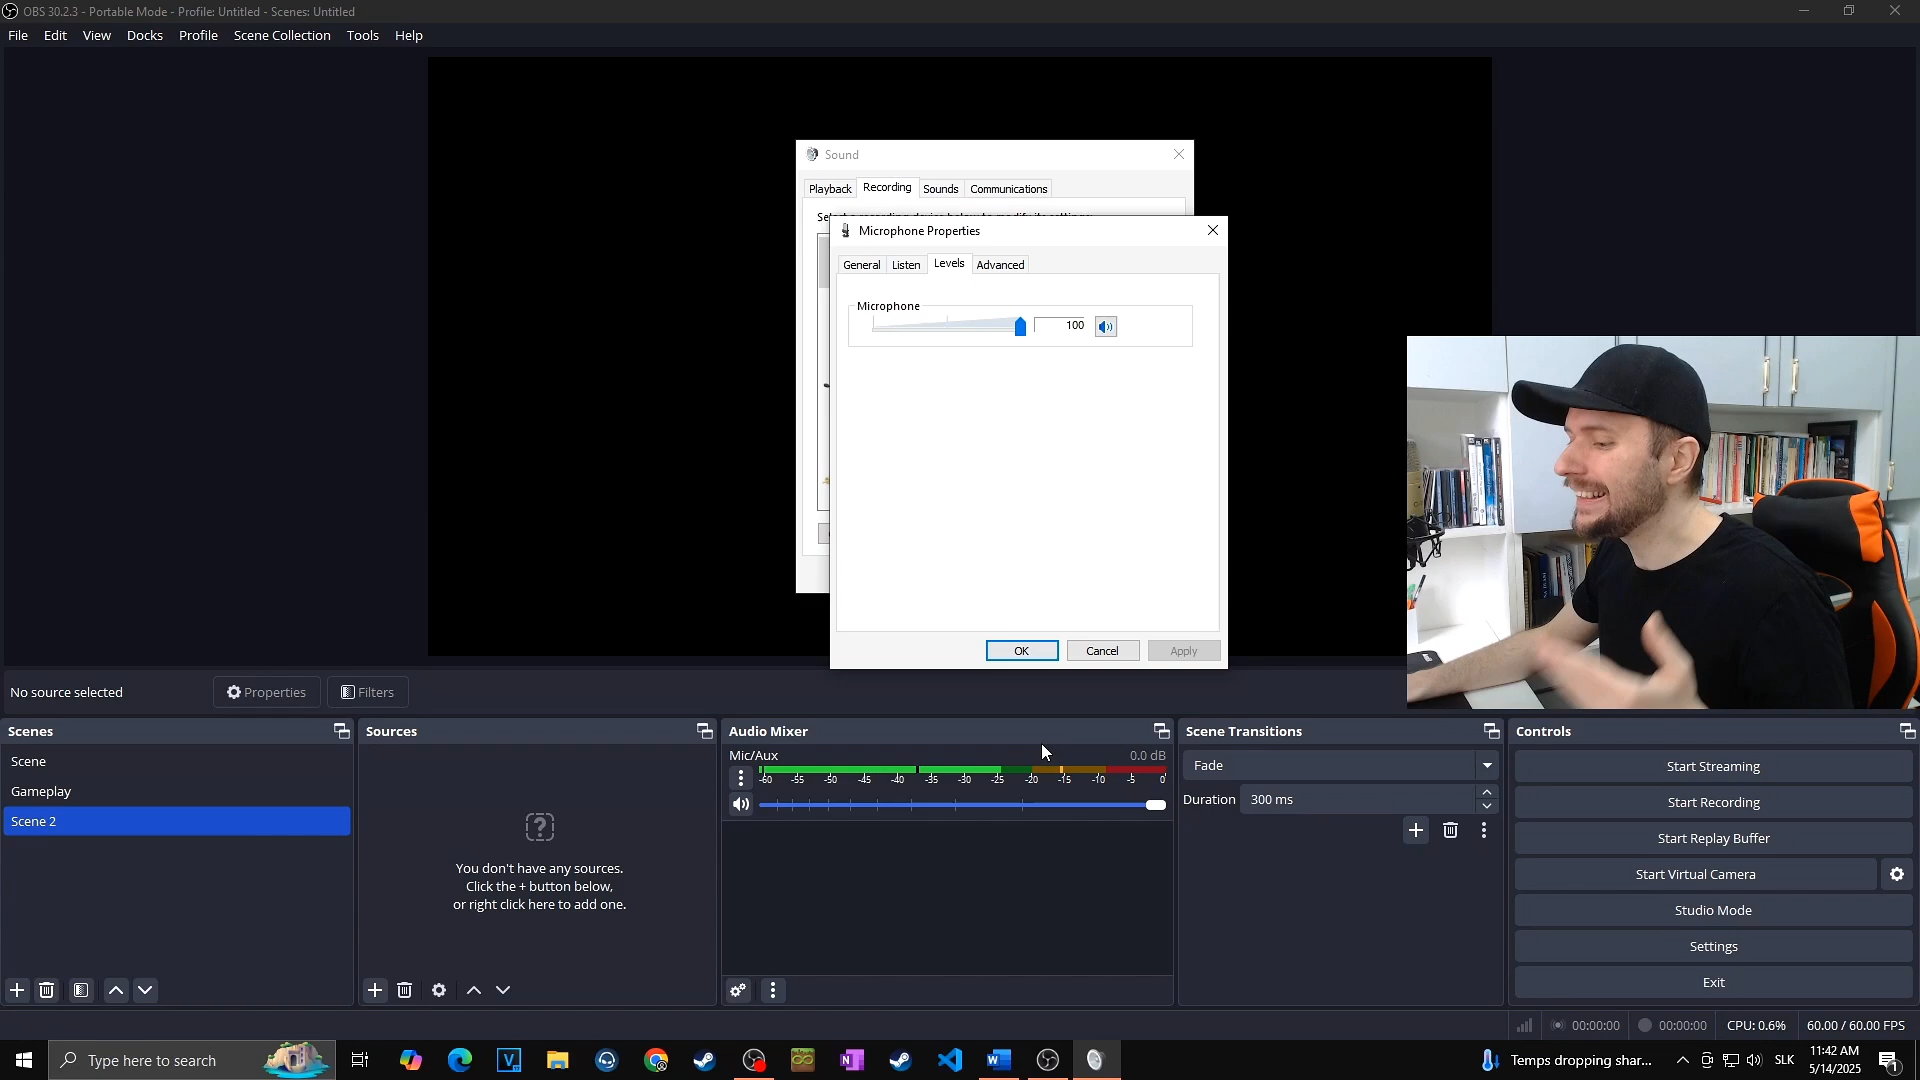 OBS 30.2.3 - Portable Mode - Profile: Untitled - Scenes: Untitled
File Edit View Docks Profile Scene Collection Tools Help
Sound
Playback Recording Sounds Communications
Microphone Properties
General Listen Levels Advanced
Microphone
100
OK Cancel Apply
No source selected Properties Filters
Scenes Sources Audio Mixer Scene Transitions Controls
Scene
Gameplay
Scene 2
You don't have any sources.
Click the + button below,
or right click here to add one.
Mic/Aux 0.0 dB
-60 -55 -50 -45 -40 -35 -30 -25 -20 -15 -10 -5 0
Fade
Duration 300 ms
Start Streaming
Start Recording
Start Replay Buffer
Start Virtual Camera
Studio Mode
Settings
Exit
00:00:00 00:00:00 CPU: 0.6% 60.00 / 60.00 FPS
Type here to search
Temps dropping shar... SLK 11:42 AM
5/14/2025
1